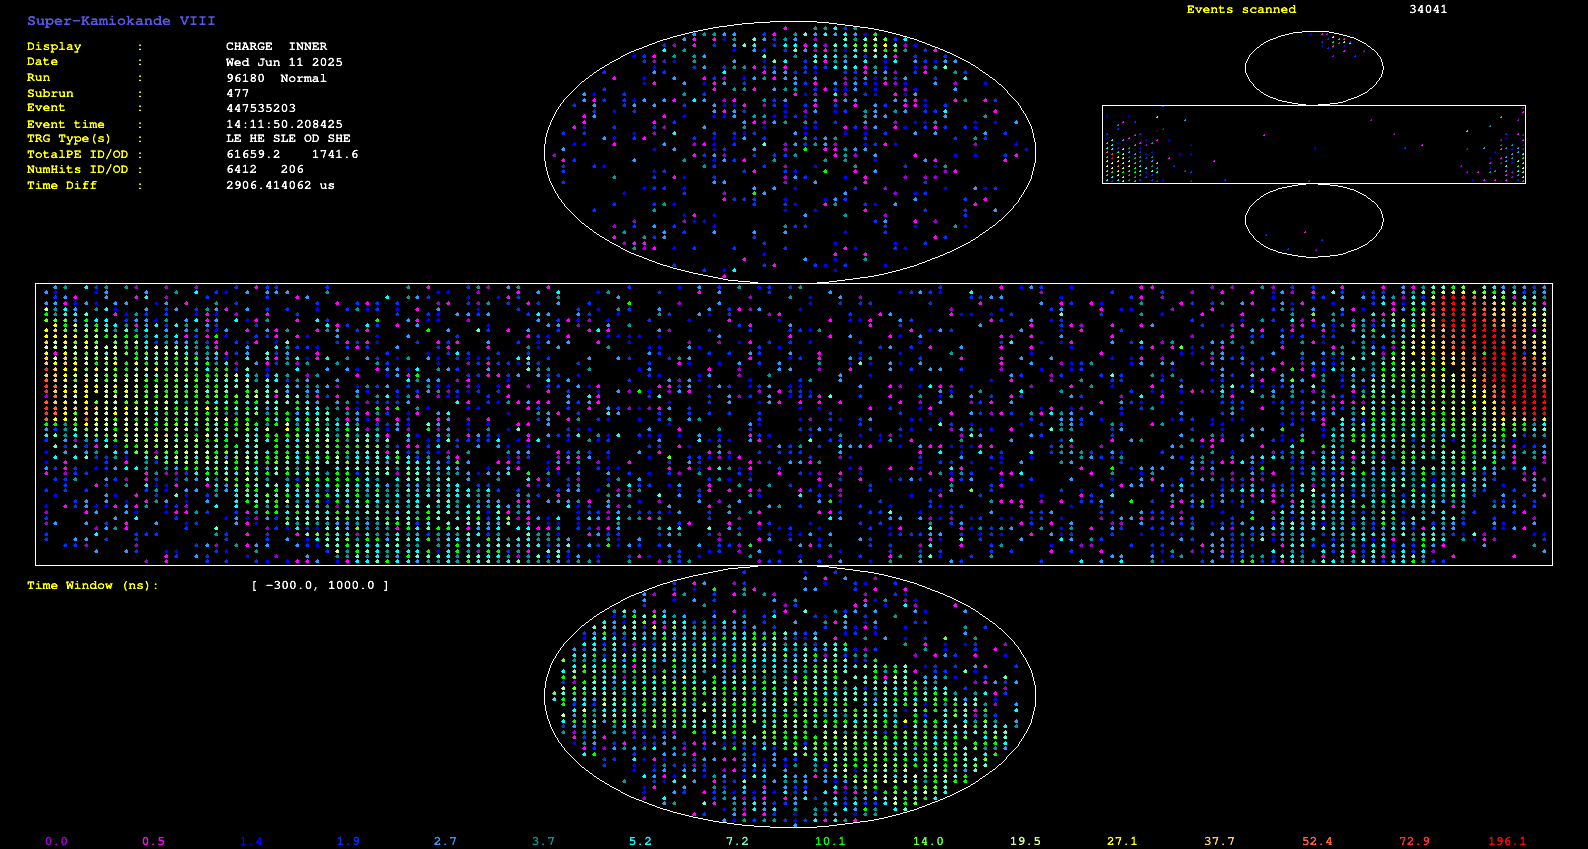 Super-Kamiokande VIII
Events scanned 34041
Display : CHARGE INNER
Date : Wed Jun 11 2025
Run : 96180 Normal
Subrun : 477
Event : 447535203
Event time : 14:11:50.208425
TRG Type(s) : LE HE SLE OD SHE
TotalPE ID/OD : 61659.2 1741.6
NumHits ID/OD : 6412 206
Time Diff : 2906.414062 us
Time Window (ns): [ -300.0, 1000.0 ]
0.0 0.5 1.4 1.9 2.7 3.7 5.2 7.2 10.1 14.0 19.5 27.1 37.7 52.4 72.9 196.1